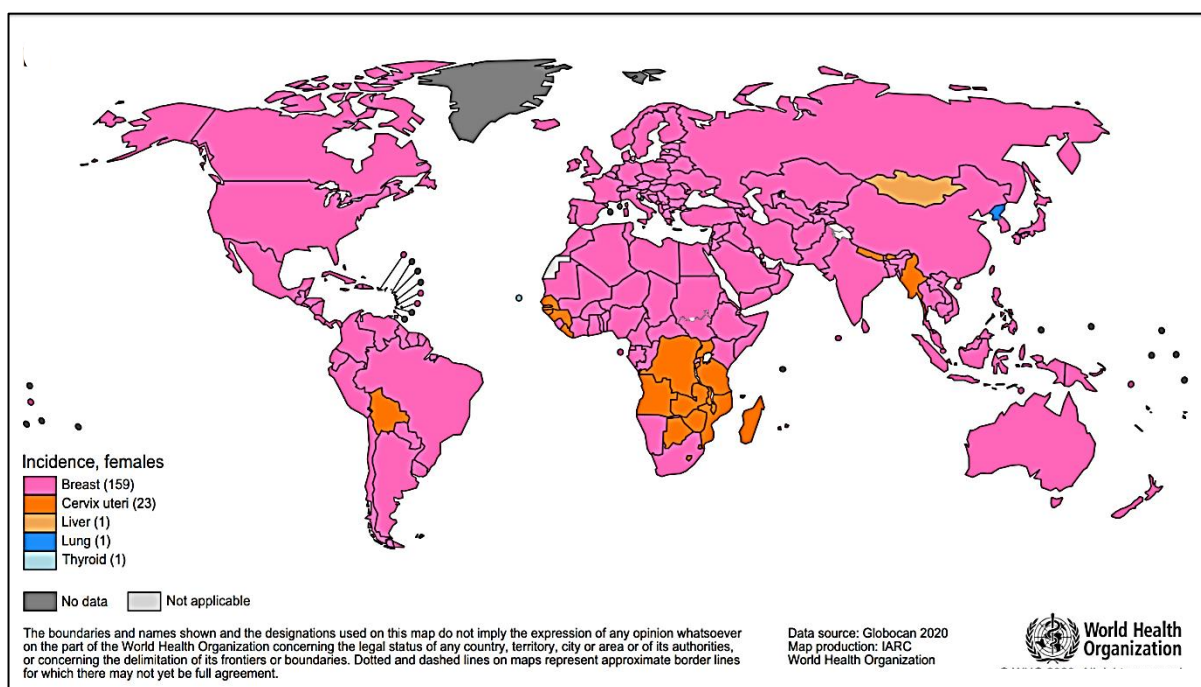 Incidence, females
Breast (159)
Cervix uteri (23)
Liver (1)
Lung (1)
Thyroid (1)
No data
Not applicable
The boundaries and names shown and the designations used on this map do not imply the expression of any opinion whatsoever
on the part of the World Health Organization concerning the legal status of any country, territory, city or area or of its authorities,
or concerning the delimitation of its frontiers or boundaries. Dotted and dashed lines on maps represent approximate border lines
for which there may not yet be full agreement.
Data source: Globocan 2020
Map production: IARC
World Health Organization
World Health
Organization